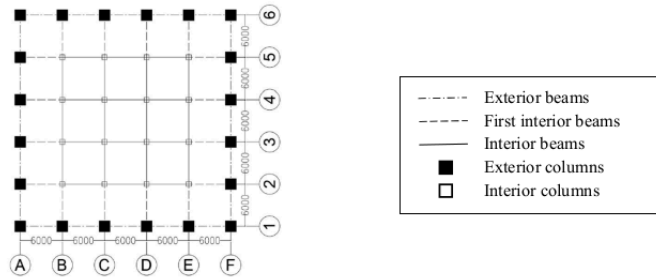 6
6000
5
6000
4
6000
3
6000
2
6000
1
6000 6000 6000 6000 6000
A B C D E F
Exterior beams
First interior beams
Interior beams
Exterior columns
Interior columns